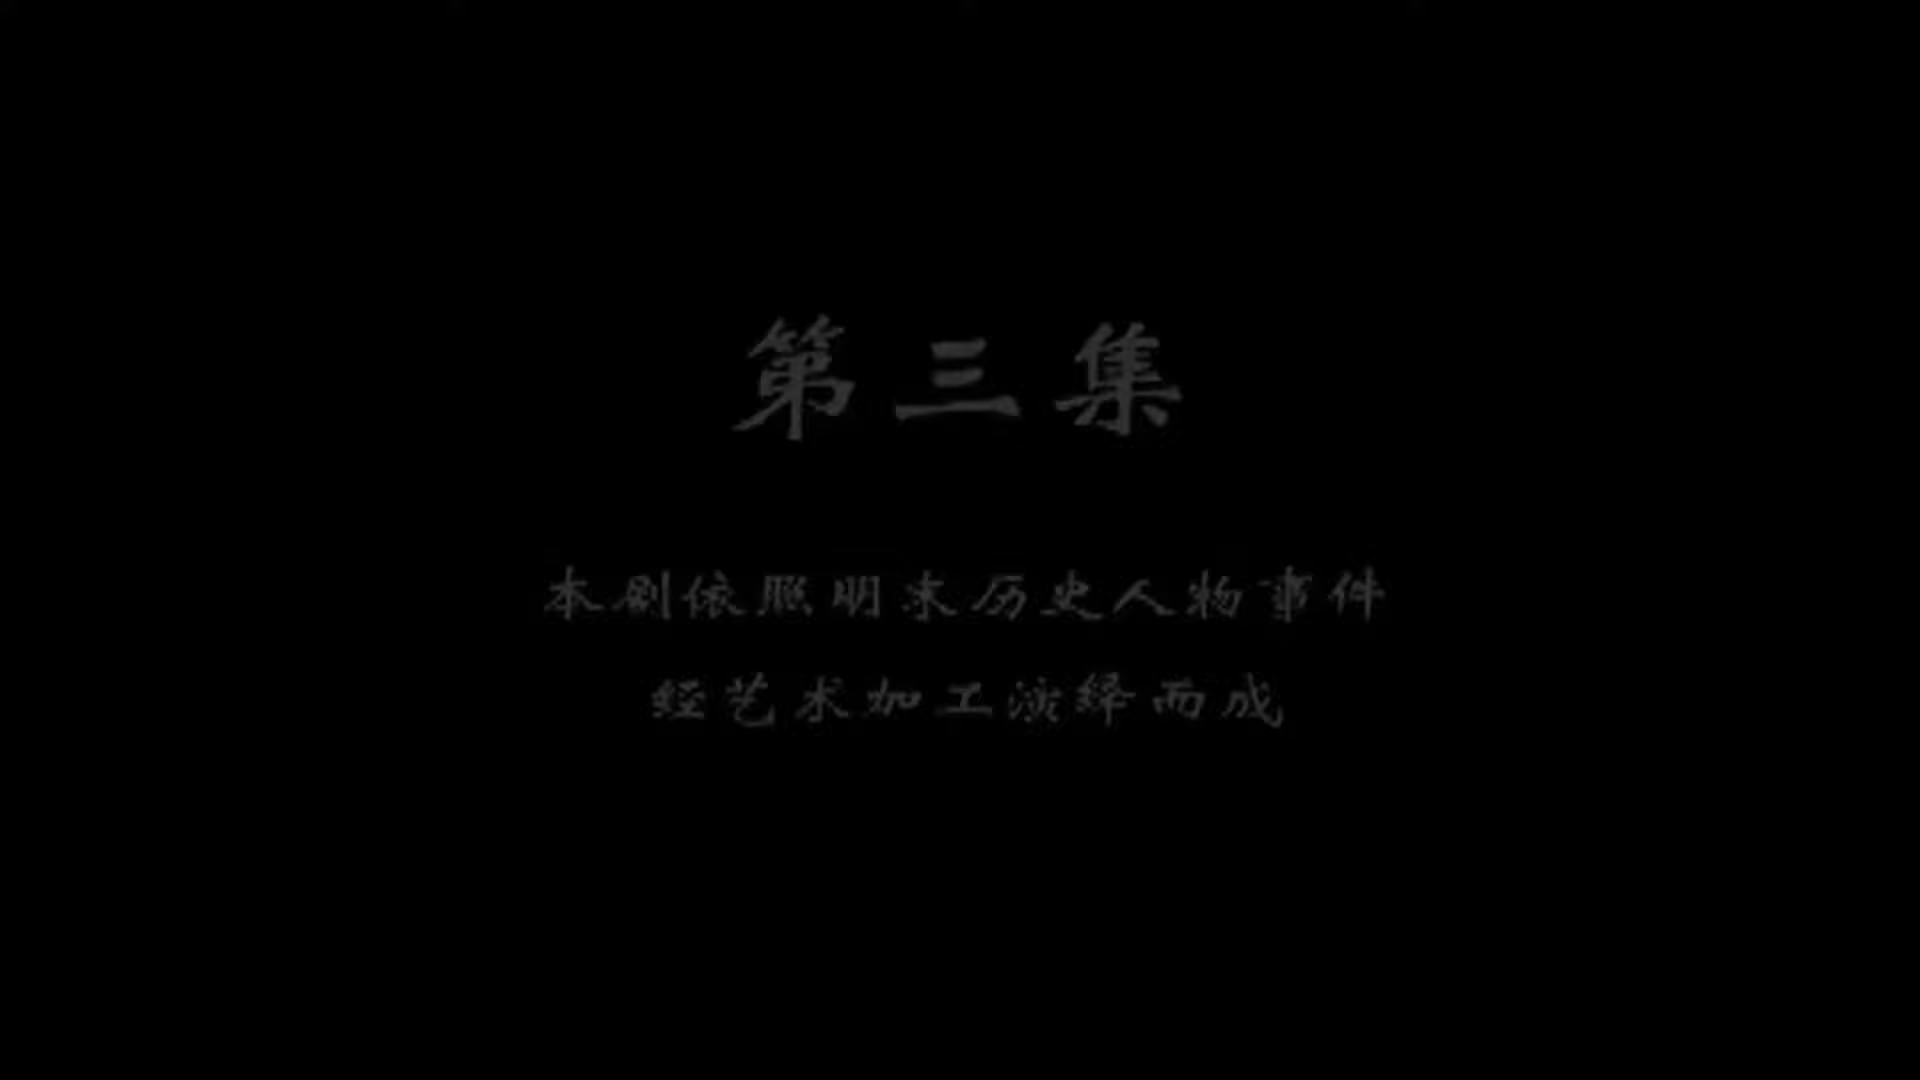 第三集
本剧依照明末历史人物事件
经艺术加工演绎而成